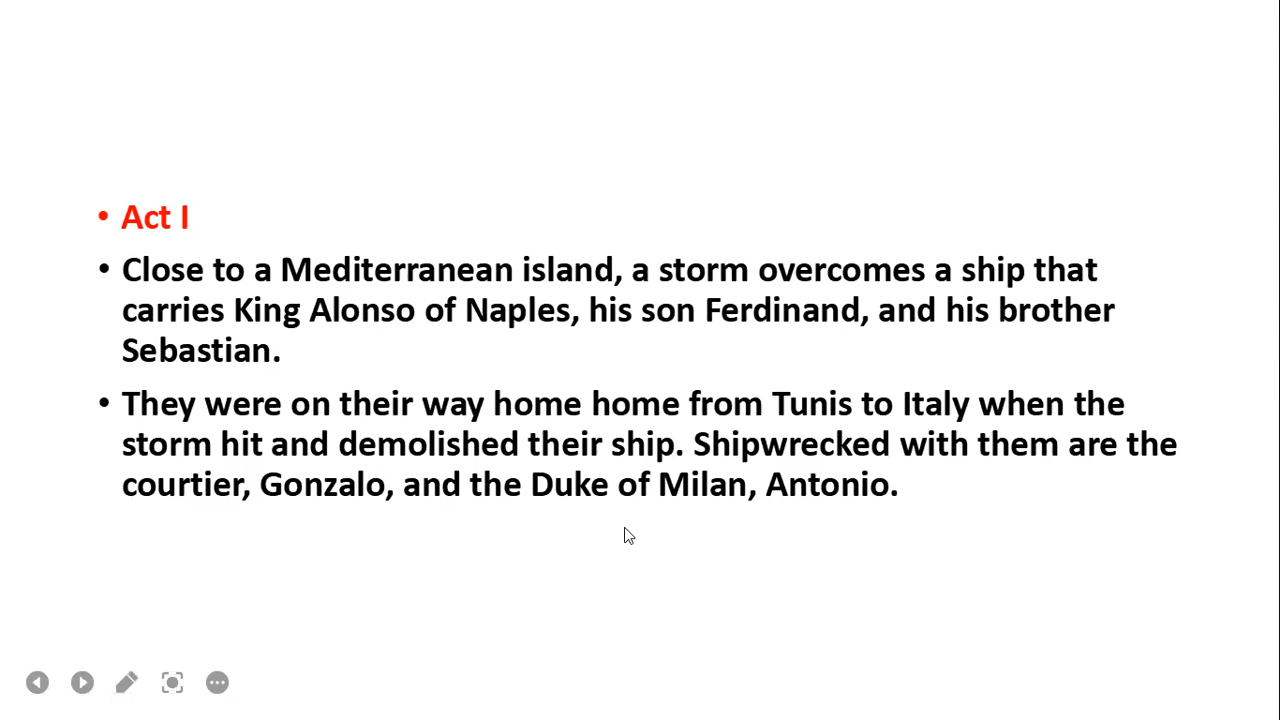 • Act I
• Close to a Mediterranean island, a storm overcomes a ship that
carries King Alonso of Naples, his son Ferdinand, and his brother
Sebastian.
• They were on their way home home from Tunis to Italy when the
storm hit and demolished their ship. Shipwrecked with them are the
courtier, Gonzalo, and the Duke of Milan, Antonio.